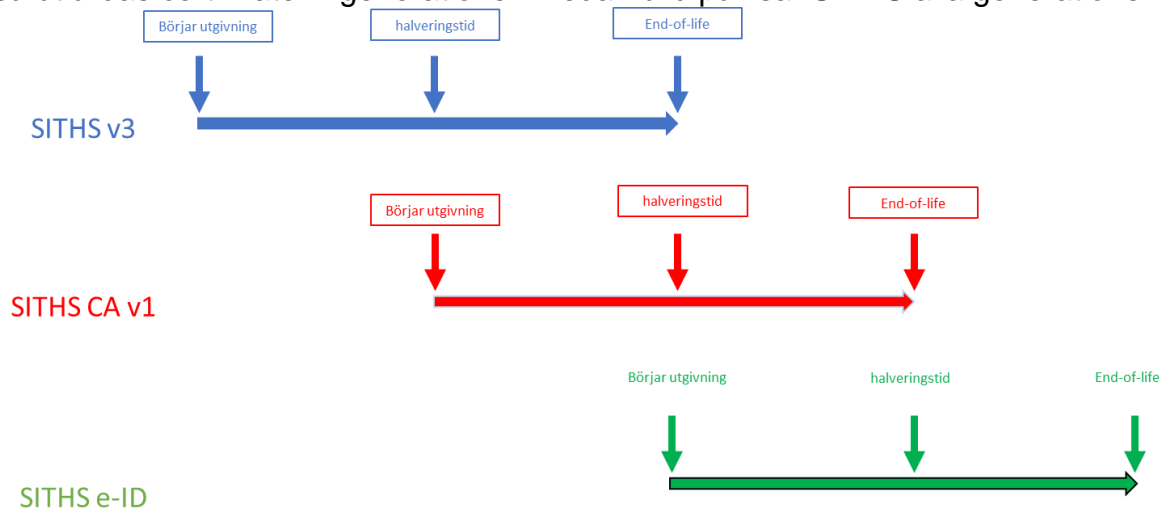 Börjar utgivning
halveringstid
End-of-life
SITHS v3
Börjar utgivning
halveringstid
End-of-life
SITHS CA v1
Börjar utgivning
halveringstid
End-of-life
SITHS e-ID